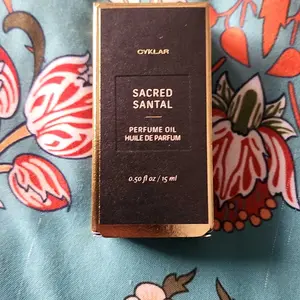 CYKLAR
SACRED
SANTAL
PERFUME OIL
HUILE DE PARFUM
0.50 fl oz / 15 ml